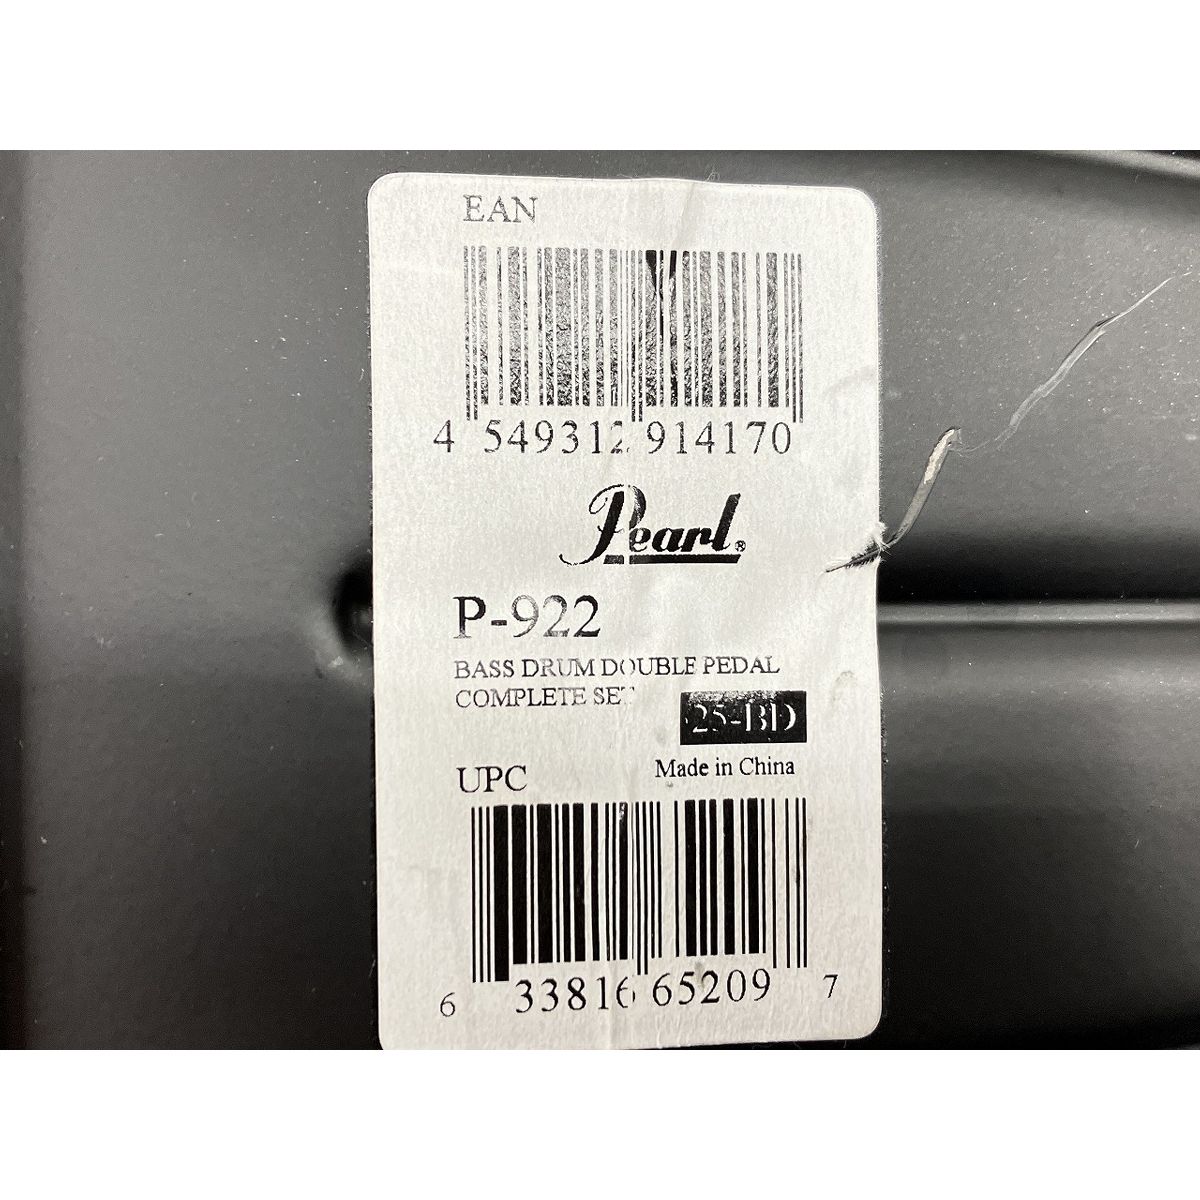 EAN
4 549312 914170
Pearl®
P-922
BASS DRUM DOUBLE PEDAL
COMPLETE SET
25-BD
Made in China
UPC
6 33816 65209 7